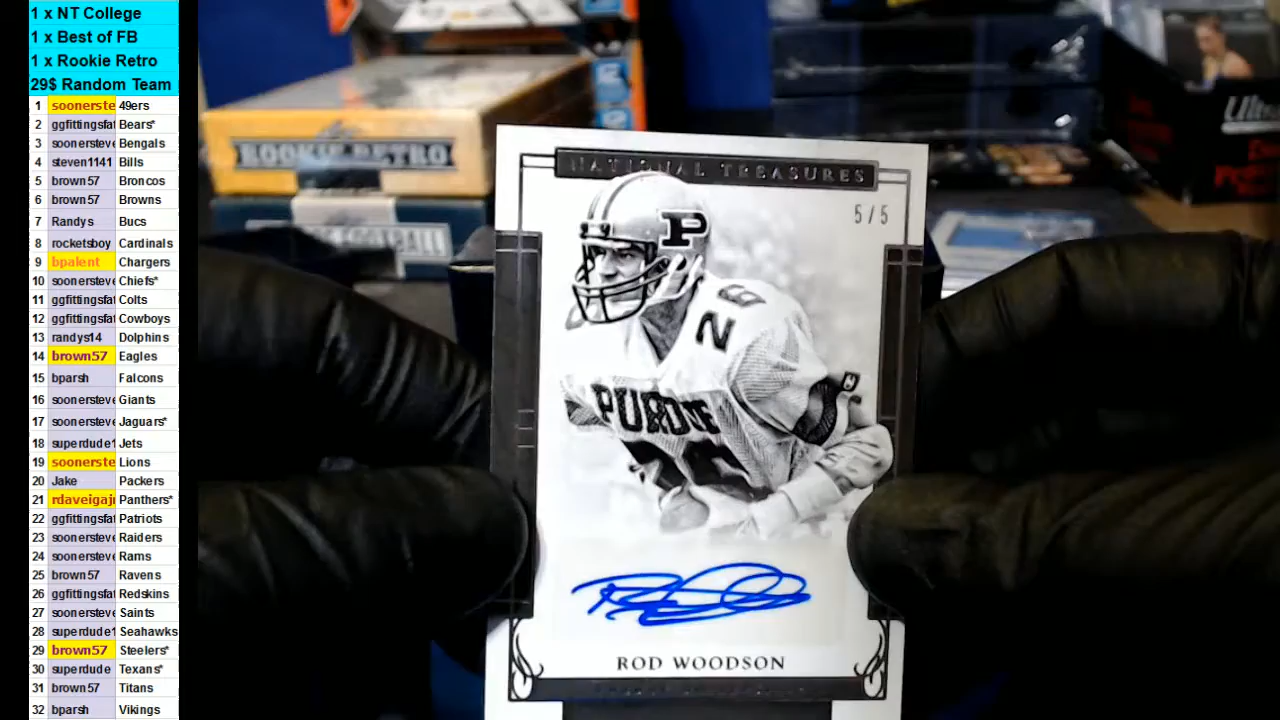 1 x NT College
1 x Best of FB
1 x Rookie Retro
29$ Random Team
1 soonerste 49ers
2 ggfittingsfat Bears*
3 soonersteve Bengals
4 steven1141 Bills
5 brown57 Broncos
6 brown57 Browns
7 Randys Bucs
8 rocketsboy Cardinals
9 bpalent Chargers
10 soonersteve Chiefs*
11 ggfittingsfat Colts
12 ggfittingsfat Cowboys
13 randys14 Dolphins
14 brown57 Eagles
15 bparsh Falcons
16 soonersteve Giants
17 soonersteve Jaguars*
18 superdude1 Jets
19 soonerste Lions
20 Jake Packers
21 rdaveigaj Panthers*
22 ggfittingsfat Patriots
23 soonersteve Raiders
24 soonersteve Rams
25 brown57 Ravens
26 ggfittingsfat Redskins
27 soonersteve Saints
28 superdude1 Seahawks
29 brown57 Steelers*
30 superdude Texans*
31 brown57 Titans
32 bparsh Vikings
ROOKIE RETRO
FOOTBALL
Ultra
NATIONAL TREASURES
5/5
P
26
PURDUE
26
ROD WOODSON